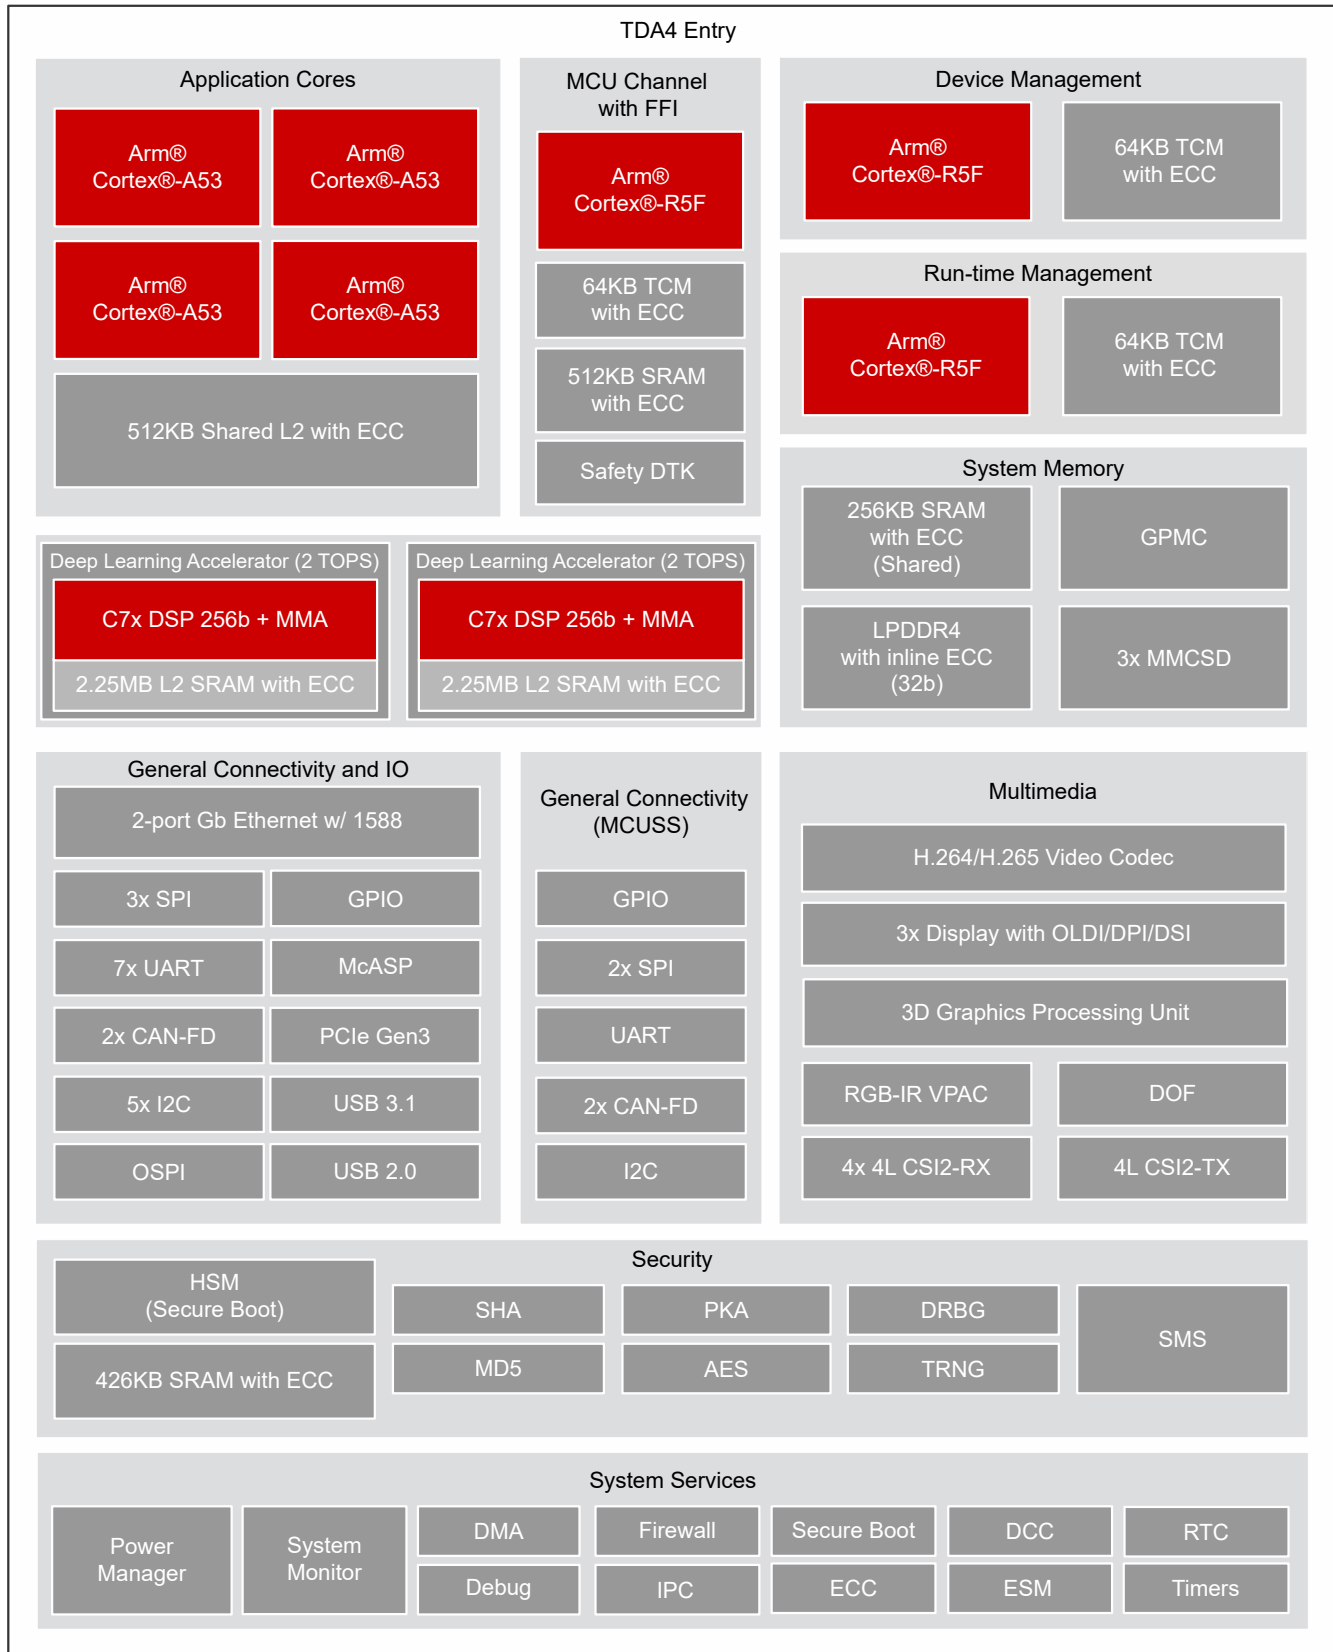 TDA4 Entry
Application Cores
Arm®
Cortex®-A53
Arm®
Cortex®-A53
Arm®
Cortex®-A53
Arm®
Cortex®-A53
512KB Shared L2 with ECC
MCU Channel
with FFI
Arm®
Cortex®-R5F
64KB TCM
with ECC
512KB SRAM
with ECC
Safety DTK
Device Management
Arm®
Cortex®-R5F
64KB TCM
with ECC
Run-time Management
Arm®
Cortex®-R5F
64KB TCM
with ECC
System Memory
256KB SRAM
with ECC
(Shared)
GPMC
LPDDR4
with inline ECC
(32b)
3x MMCSD
Deep Learning Accelerator (2 TOPS)
C7x DSP 256b + MMA
2.25MB L2 SRAM with ECC
Deep Learning Accelerator (2 TOPS)
C7x DSP 256b + MMA
2.25MB L2 SRAM with ECC
General Connectivity and IO
2-port Gb Ethernet w/ 1588
3x SPI
GPIO
7x UART
McASP
2x CAN-FD
PCIe Gen3
5x I2C
USB 3.1
OSPI
USB 2.0
General Connectivity
(MCUSS)
GPIO
2x SPI
UART
2x CAN-FD
I2C
Multimedia
H.264/H.265 Video Codec
3x Display with OLDI/DPI/DSI
3D Graphics Processing Unit
RGB-IR VPAC
DOF
4x 4L CSI2-RX
4L CSI2-TX
Security
HSM
(Secure Boot)
426KB SRAM with ECC
SHA
PKA
DRBG
MD5
AES
TRNG
SMS
System Services
Power
Manager
System
Monitor
DMA
Firewall
Secure Boot
DCC
RTC
Debug
IPC
ECC
ESM
Timers